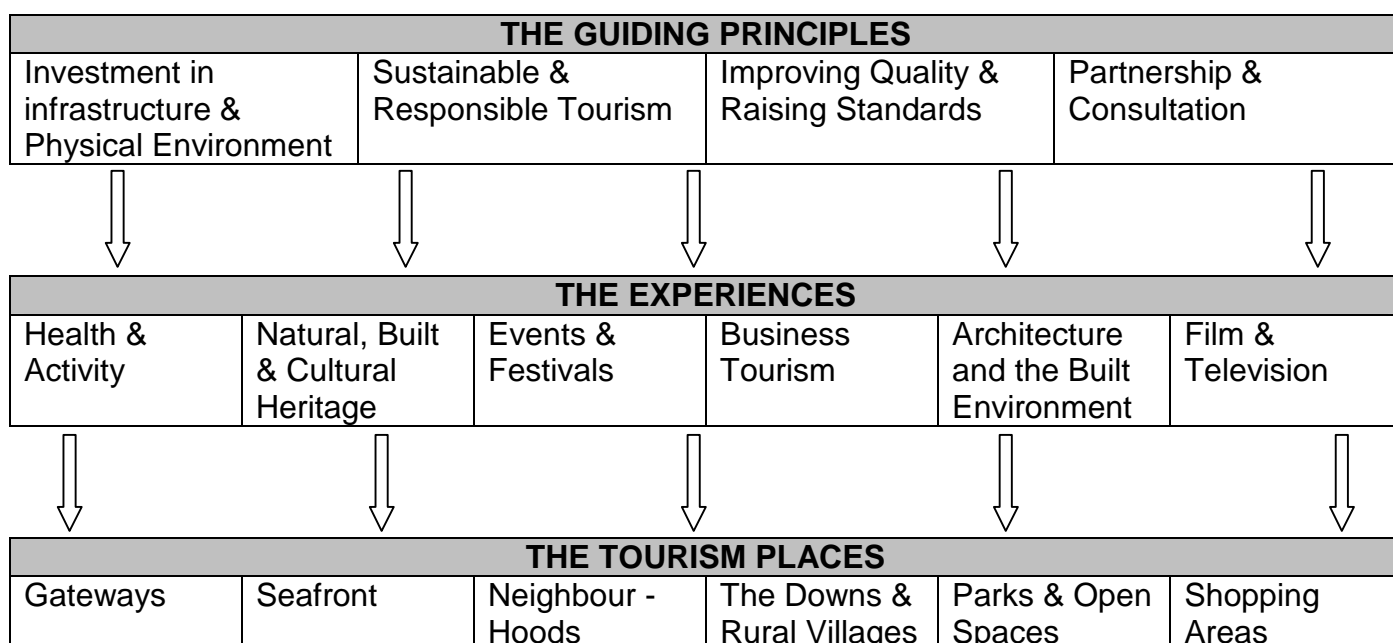 THE GUIDING PRINCIPLES
Investment in
infrastructure &
Physical Environment
Sustainable &
Responsible Tourism
Improving Quality &
Raising Standards
Partnership &
Consultation
THE EXPERIENCES
Health &
Activity
Natural, Built
& Cultural
Heritage
Events &
Festivals
Business
Tourism
Architecture
and the Built
Environment
Film &
Television
THE TOURISM PLACES
Gateways
Seafront
Neighbour -
Hoods
The Downs &
Rural Villages
Parks & Open
Spaces
Shopping
Areas